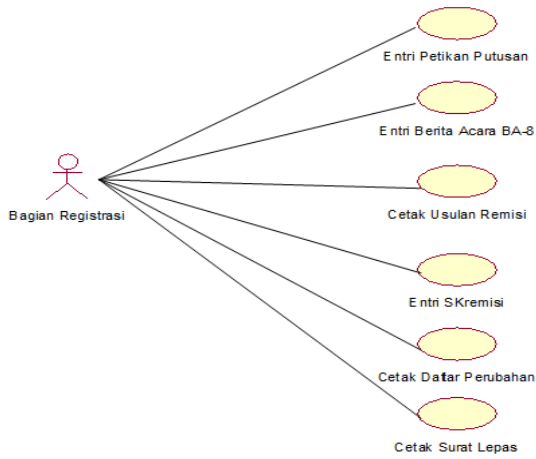 Entri Petikan Putusan
Entri Berita Acara BA-8
Bagian Registrasi
Cetak Usulan Remisi
Entri SKremisi
Cetak Daftar Perubahan
Cetak Surat Lepas